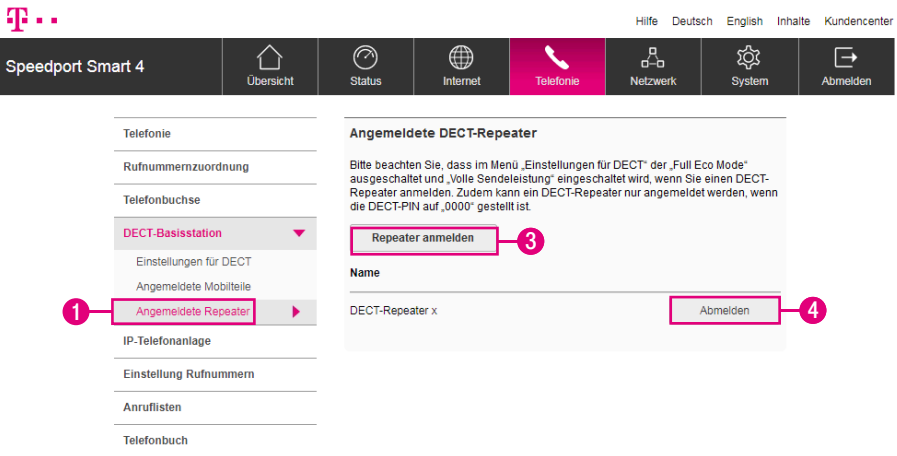 T
Hilfe Deutsch English Inhalte Kundencenter
Speedport Smart 4
Übersicht Status Internet Telefonie Netzwerk System Abmelden
Telefonie
Rufnummernzuordnung
Telefonbuchse
DECT-Basisstation
Einstellungen für DECT
Angemeldete Mobilteile
1 Angemeldete Repeater
IP-Telefonanlage
Einstellung Rufnummern
Anruflisten
Telefonbuch
Angemeldete DECT-Repeater
Bitte beachten Sie, dass im Menü „Einstellungen für DECT“ der „Full Eco Mode“
ausgeschaltet und „Volle Sendeleistung“ eingeschaltet wird, wenn Sie einen DECT-
Repeater anmelden. Zudem kann ein DECT-Repeater nur angemeldet werden, wenn
die DECT-PIN auf „0000“ gestellt ist.
Repeater anmelden 3
Name
DECT-Repeater x Abmelden 4